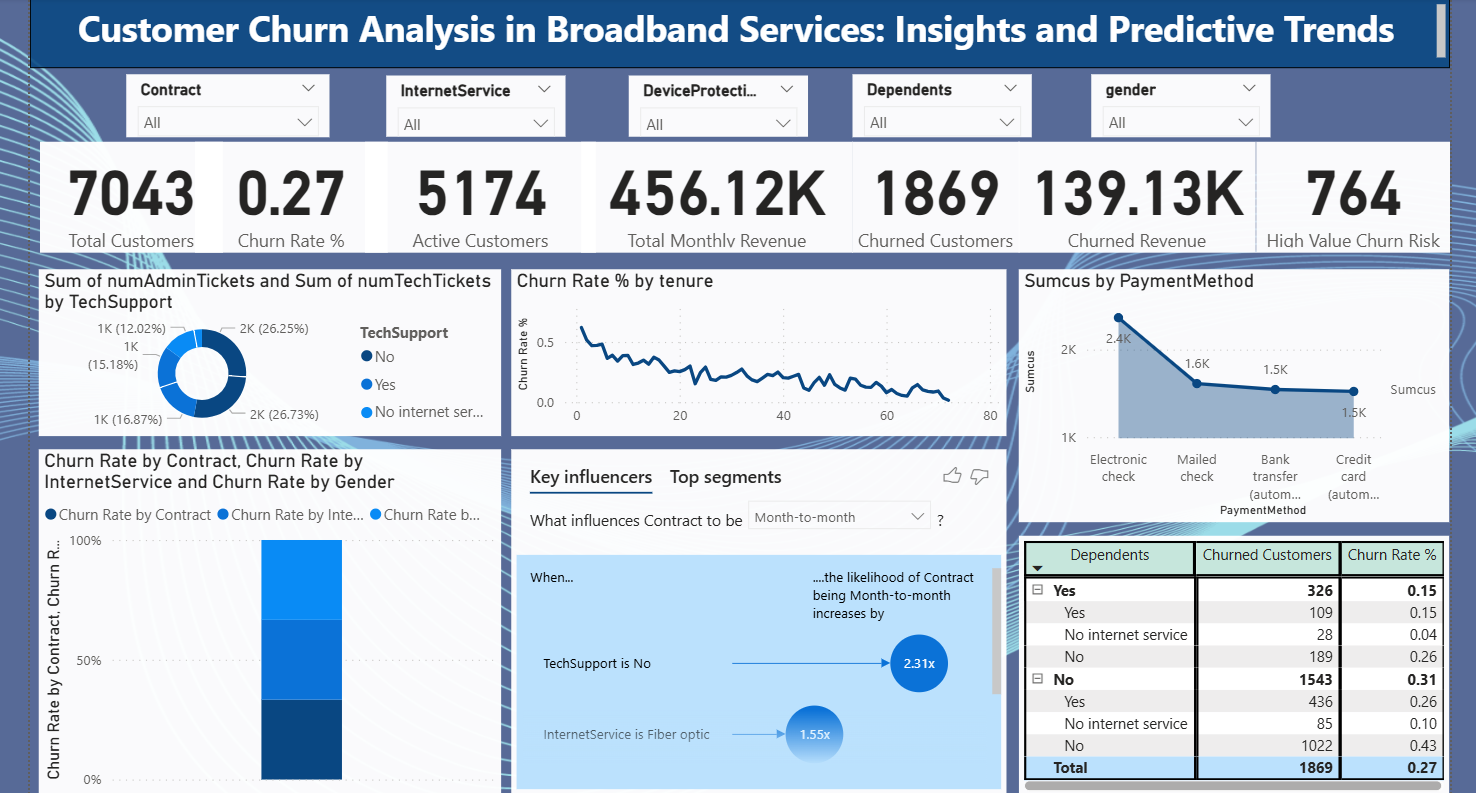 Customer Churn Analysis in Broadband Services: Insights and Predictive Trends
Contract
All
InternetService
All
DeviceProtecti...
All
Dependents
All
gender
All
7043
Total Customers
0.27
Churn Rate %
5174
Active Customers
456.12K
Total Monthly Revenue
1869
Churned Customers
139.13K
Churned Revenue
764
High Value Churn Risk
Sum of numAdminTickets and Sum of numTechTickets
by TechSupport
1K (12.02%)
2K (26.25%)
1K
(15.18%)
1K (16.87%)
2K (26.73%)
TechSupport
No
Yes
No internet ser...
Churn Rate % by tenure
Churn Rate %
0.5
0.0
0
20
40
60
80
Sumcus by PaymentMethod
Sumcus
2K
1K
2.4K
1.6K
1.5K
1.5K
Sumcus
Electronic
check
Mailed
check
Bank
transfer
(autom...
Credit
card
(autom...
PaymentMethod
Churn Rate by Contract, Churn Rate by
InternetService and Churn Rate by Gender
Churn Rate by Contract
Churn Rate by Inte...
Churn Rate b...
Churn Rate by Contract, Churn R...
100%
50%
0%
Key influencers
Top segments
What influences Contract to be
Month-to-month
?
When...
....the likelihood of Contract
being Month-to-month
increases by
TechSupport is No
2.31x
InternetService is Fiber optic
1.55x
Dependents Churned Customers Churn Rate %
Yes 326 0.15
Yes 109 0.15
No internet service 28 0.04
No 189 0.26
No 1543 0.31
Yes 436 0.26
No internet service 85 0.10
No 1022 0.43
Total 1869 0.27